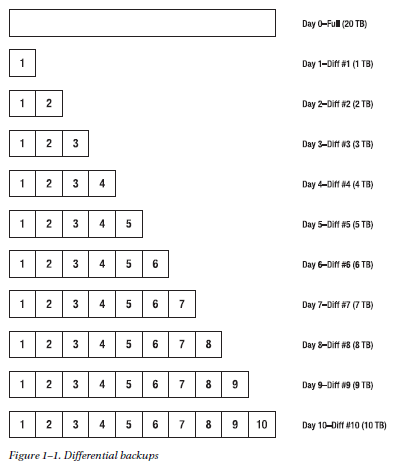 Day 0–Full (20 TB)
1 Day 1–Diff #1 (1 TB)
1 2 Day 2–Diff #2 (2 TB)
1 2 3 Day 3–Diff #3 (3 TB)
1 2 3 4 Day 4–Diff #4 (4 TB)
1 2 3 4 5 Day 5–Diff #5 (5 TB)
1 2 3 4 5 6 Day 6–Diff #6 (6 TB)
1 2 3 4 5 6 7 Day 7–Diff #7 (7 TB)
1 2 3 4 5 6 7 8 Day 8–Diff #8 (8 TB)
1 2 3 4 5 6 7 8 9 Day 9–Diff #9 (9 TB)
1 2 3 4 5 6 7 8 9 10 Day 10–Diff #10 (10 TB)
Figure 1–1. Differential backups